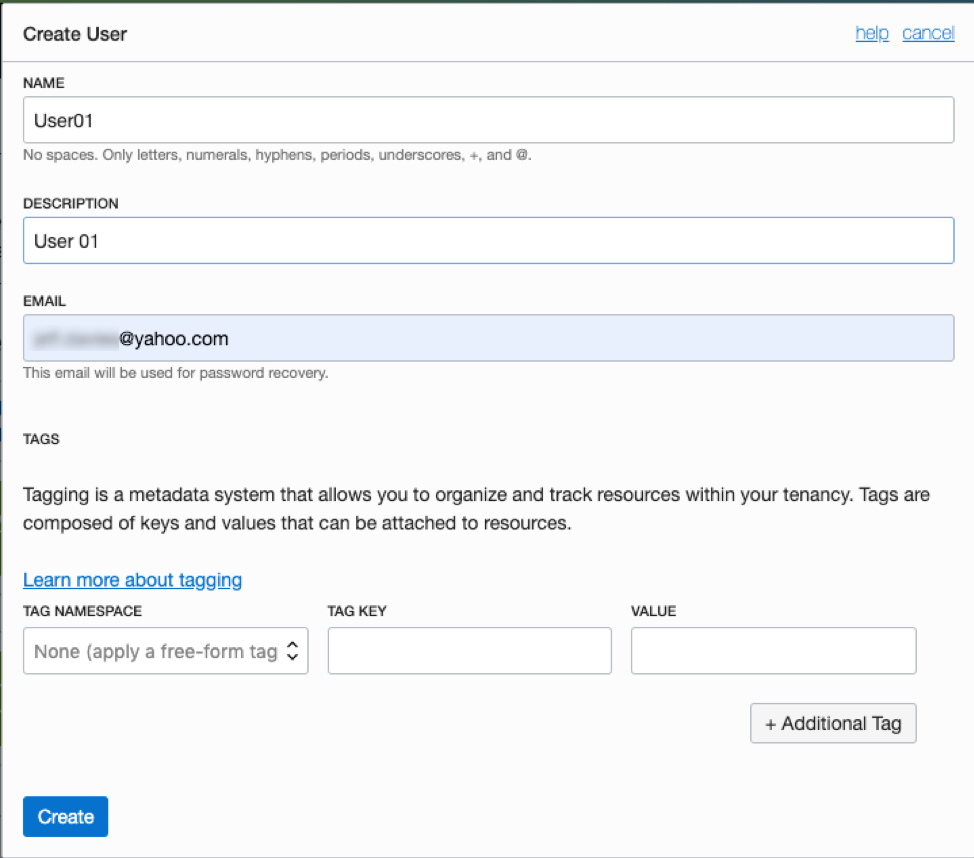 Create User
help cancel
NAME
User01
No spaces. Only letters, numerals, hyphens, periods, underscores, +, and @.
DESCRIPTION
User 01
EMAIL
@yahoo.com
This email will be used for password recovery.
TAGS
Tagging is a metadata system that allows you to organize and track resources within your tenancy. Tags are
composed of keys and values that can be attached to resources.
Learn more about tagging
TAG NAMESPACE TAG KEY VALUE
None (apply a free-form tag
+ Additional Tag
Create